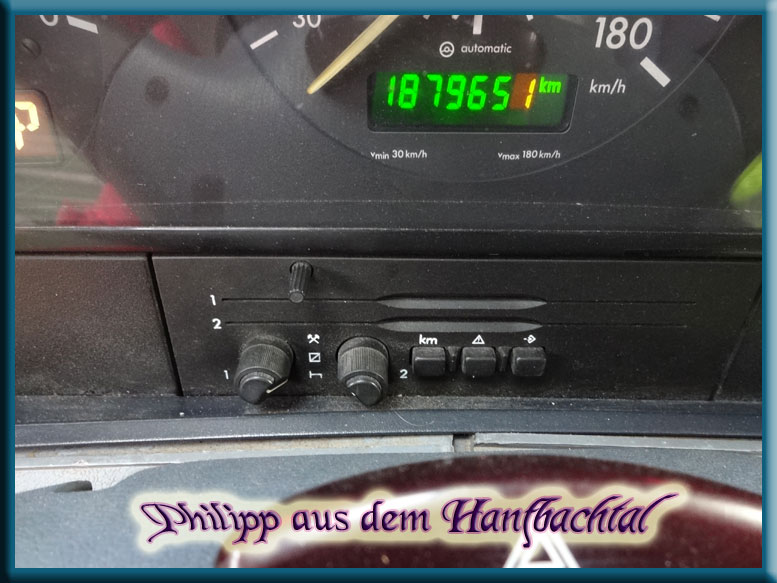 0 30 180
automatic
187965 1 km
km/h
vmin 30 km/h vmax 180 km/h
1
2
km
1 2
Philipp aus dem Hanfbachtal